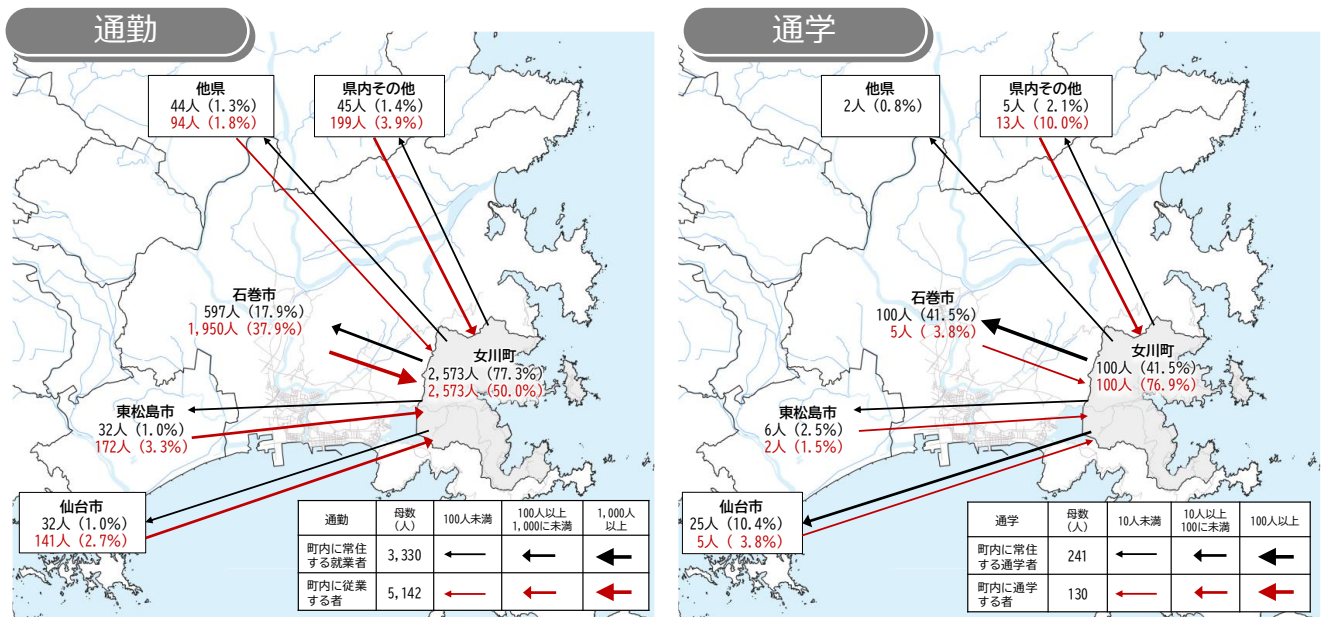 通勤
他県
44人 (1.3%)
94人 (1.8%)
県内その他
45人 (1.4%)
199人 (3.9%)
石巻市
597人 (17.9%)
1,950人 (37.9%)
女川町
2,573人 (77.3%)
2,573人 (50.0%)
東松島市
32人 (1.0%)
172人 (3.3%)
仙台市
32人 (1.0%)
141人 (2.7%)
通勤
母数
(人)
100人未満
100人以上
1,000に未満
1,000人
以上
町内に常住
する就業者
3,330
町内に従業
する者
5,142
通学
他県
2人 (0.8%)
県内その他
5人 ( 2.1%)
13人 (10.0%)
石巻市
100人 (41.5%)
5人 ( 3.8%)
女川町
100人 (41.5%)
100人 (76.9%)
東松島市
6人 (2.5%)
2人 (1.5%)
仙台市
25人 (10.4%)
5人 ( 3.8%)
通学
母数
(人)
10人未満
10人以上
100に未満
100人以上
町内に常住
する通学者
241
町内に通学
する者
130